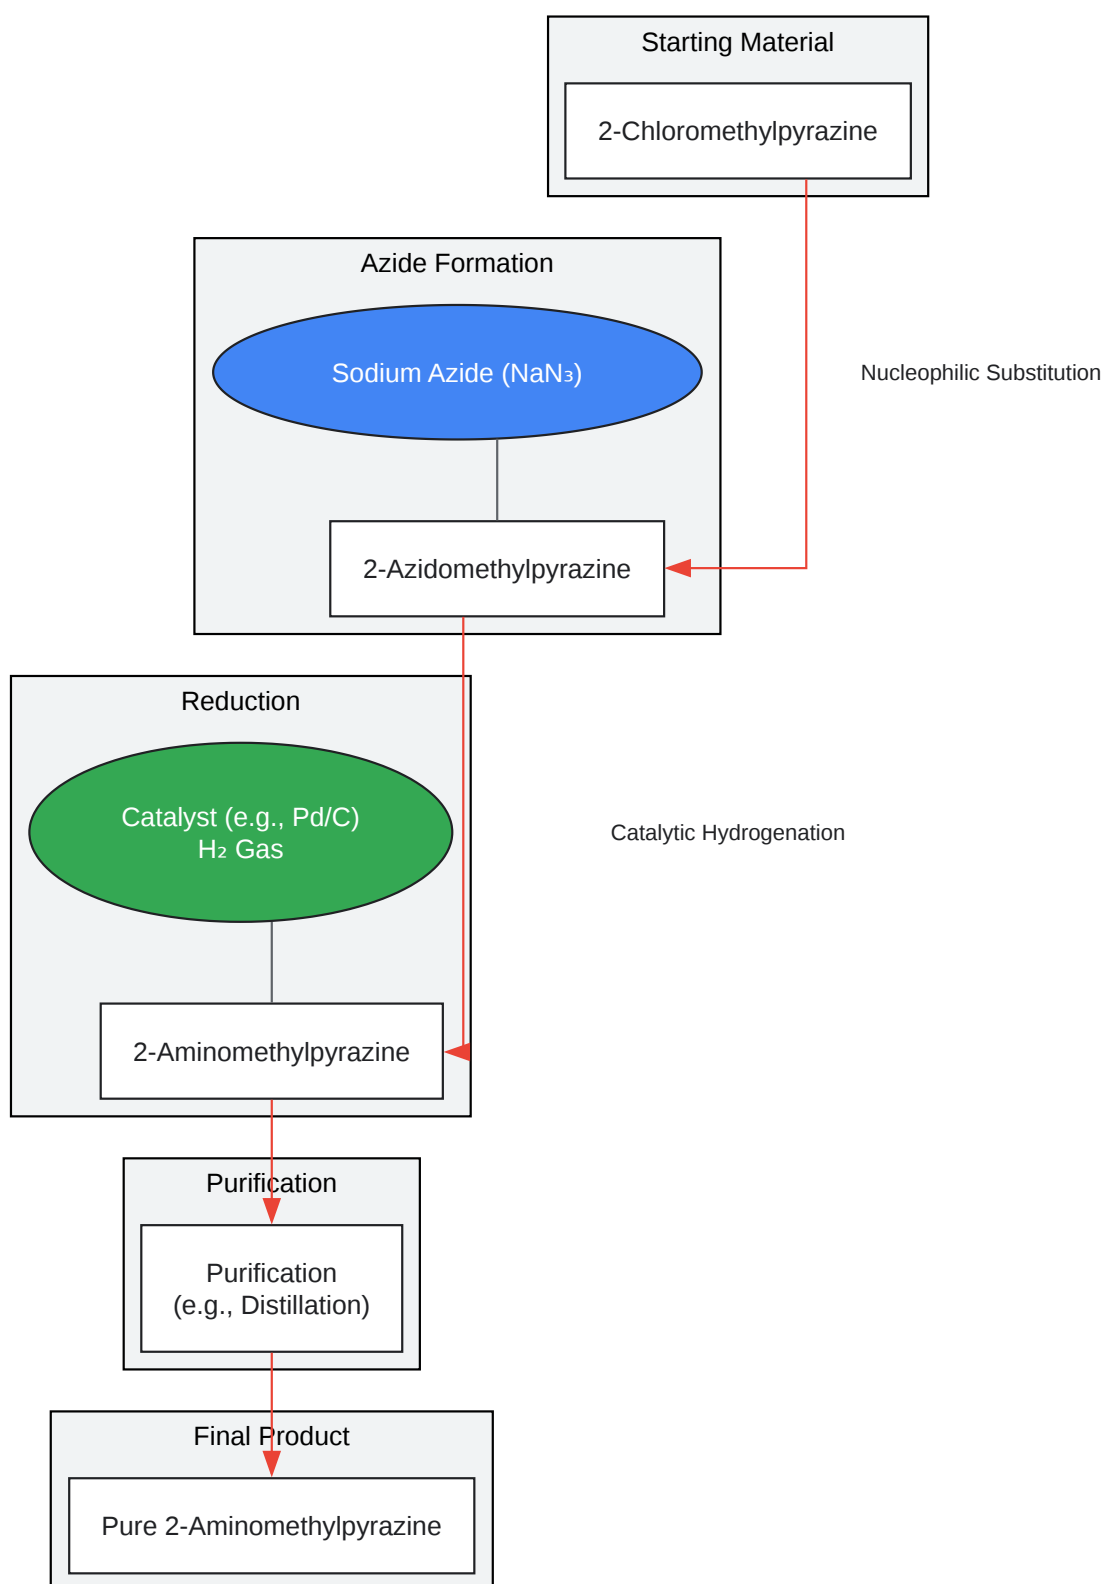 Starting Material
2-Chloromethylpyrazine
Azide Formation
Sodium Azide (NaN₃)
Nucleophilic Substitution
2-Azidomethylpyrazine
Reduction
Catalyst (e.g., Pd/C)
H₂ Gas
Catalytic Hydrogenation
2-Aminomethylpyrazine
Purification
Purification
(e.g., Distillation)
Final Product
Pure 2-Aminomethylpyrazine